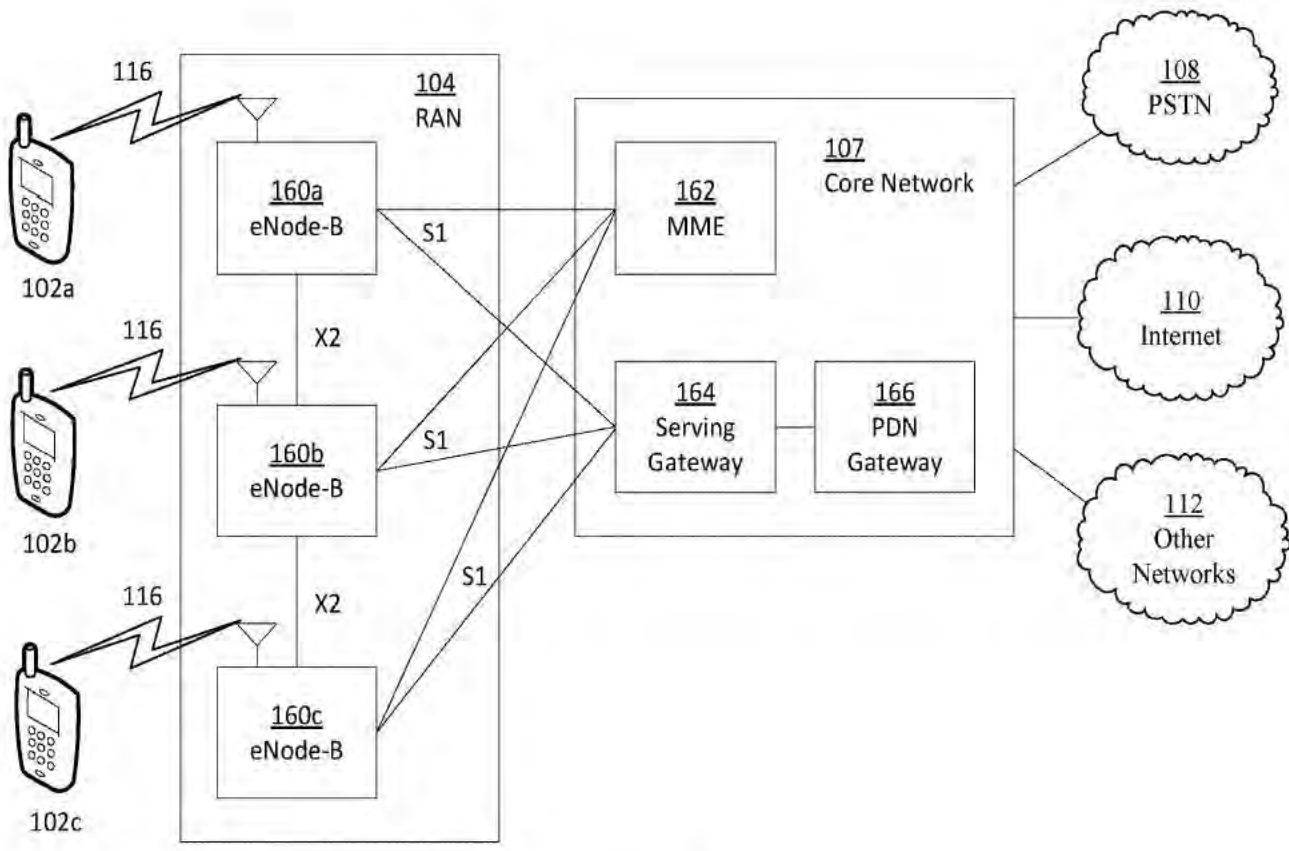 116
104
RAN
160a
eNode-B
S1
102a
X2
116
160b
eNode-B
S1
102b
X2
116
S1
160c
eNode-B
102c
107
Core Network
162
MME
164
Serving
Gateway
166
PDN
Gateway
108
PSTN
110
Internet
112
Other
Networks